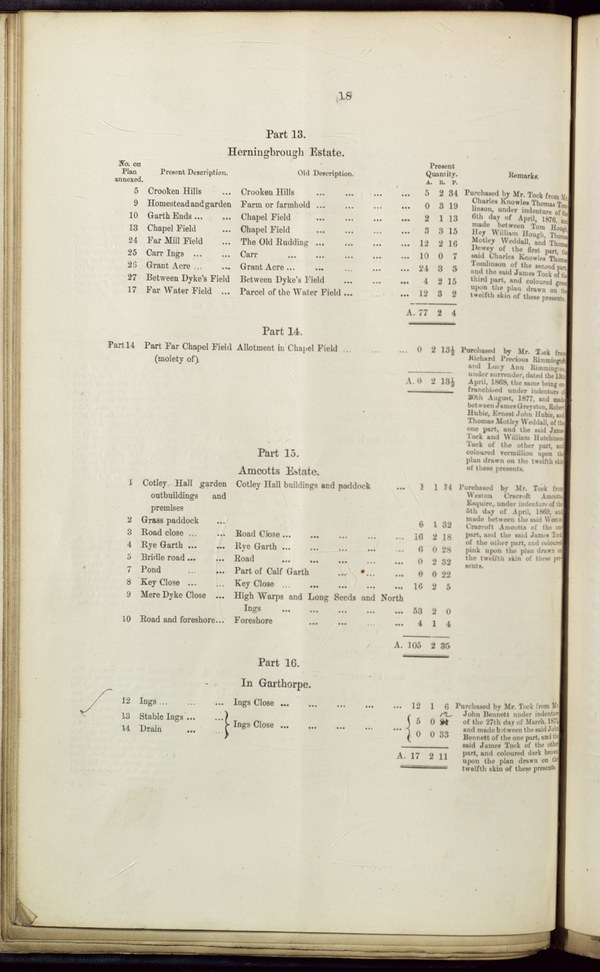 18
Part 13.
Herningbrough Estate.
No. on Plan annexed. Present Description. Old Description. Present Quantity. Remarks.
A. R. P.
5 Crooken Hills ... Crooken Hills ... ... ... ... 5 2 34
9 Homestead and garden Farm or farmhold ... ... ... ... 0 3 19
10 Garth Ends ... ... Chapel Field ... ... ... ... 2 1 13
13 Chapel Field ... Chapel Field ... ... ... ... 3 3 15
24 Far Mill Field ... The Old Rudding ... ... ... ... 12 2 16
25 Carr Ings ... ... Carr ... ... ... ... ... 10 0 7
26 Grant Acre ... ... Grant Acre ... ... ... ... ... 24 3 3
27 Between Dyke's Field Between Dyke's Field ... ... ... 4 2 15
17 Far Water Field ... Parcel of the Water Field ... ... ... 12 3 2
A. 77 2 4
Purchased by Mr. Tock from Mr.
Charles Knowles Thomas Tom-
linson, under indenture of the
6th day of April, 1876, and
made between Tom Hough,
Hey William Hough, Thomas
Motley Weddall, and Thomas
Dewey of the first part, the
said Charles Knowles Thomas
Tomlinson of the second part,
and the said James Tock of the
third part, and coloured green
upon the plan drawn on the
twelfth skin of these presents.
Part 14.
Part 14 Part Far Chapel Field Allotment in Chapel Field ... ... ... 0 2 13½
(moiety of)
A. 0 2 13½
Purchased by Mr. Tock from
Richard Precious Rimmington
and Lucy Ann Rimmington,
under surrender, dated the 13th
April, 1868, the same being en-
franchised under indenture of
20th August, 1877, and made
between James Greyston, Robert
Hubie, Ernest John Hubie, and
Thomas Motley Weddall, of the
one part, and the said James
Tock and William Hutchinson
Tock of the other part, and
coloured vermillion upon the
plan drawn on the twelfth skin
of these presents.
Part 15.
Amcotts Estate.
1 Cotley Hall garden Cotley Hall buildings and paddock ... 1 1 14
outbuildings and
premises
2 Grass paddock ... 6 1 32
3 Road close ... ... Road Close ... ... ... ... ... 16 2 18
4 Rye Garth ... ... Rye Garth ... ... ... ... ... 6 0 28
5 Bridle road ... ... Road ... ... ... ... ... 0 2 32
7 Pond ... ... Part of Calf Garth ... ... ... 0 0 22
8 Key Close ... ... Key Close ... ... ... ... ... 16 2 5
9 Mere Dyke Close ... High Warps and Long Seeds and North
Ings ... ... ... ... ... 53 2 0
10 Road and foreshore... Foreshore ... ... ... ... 4 1 4
A. 105 2 35
Purchased by Mr. Tock from
Weston Cracroft Amcotts,
Esquire, under indenture of the
5th day of April, 1869, and
made between the said Weston
Cracroft Amcotts of the one
part, and the said James Tock
of the other part, and coloured
pink upon the plan drawn on
the twelfth skin of these pre-
sents.
Part 16.
In Garthorpe.
12 Ings ... ... ... Ings Close ... ... ... ... ... 12 1 6
13 Stable Ings ... ... } Ings Close ... ... ... ... ... { 5 0
14 Drain ... ... } { 0 0 33
A. 17 2 11
Purchased by Mr. Tock from Mr.
John Bennett under indenture
of the 27th day of March,
and made between the said John
Bennett of the one part, and the
said James Tock of the other
part, and coloured dark brown
upon the plan drawn on the
twelfth skin of these presents.